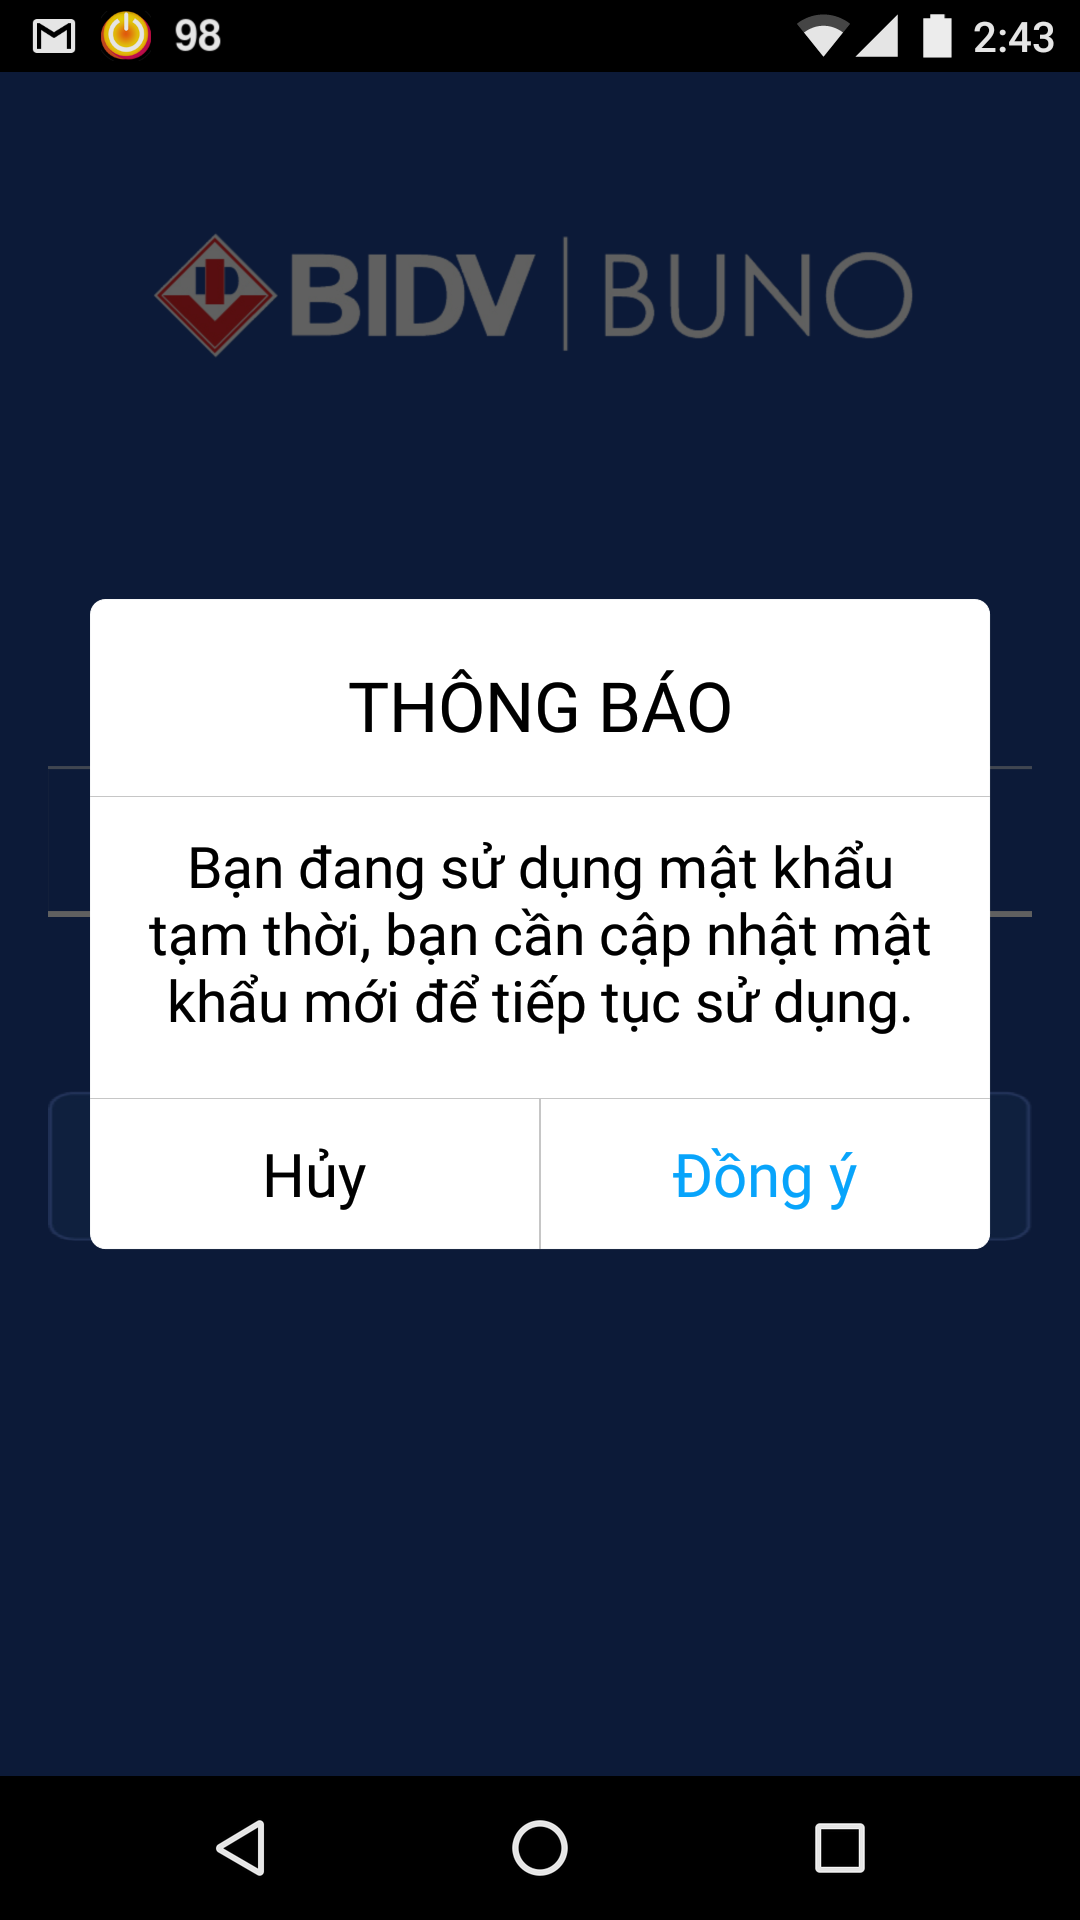 98
2:43
BIDV | BUNO
THÔNG BÁO
Bạn đang sử dụng mật khẩu
tạm thời, bạn cần cập nhật mật
khẩu mới để tiếp tục sử dụng.
Hủy
Đồng ý